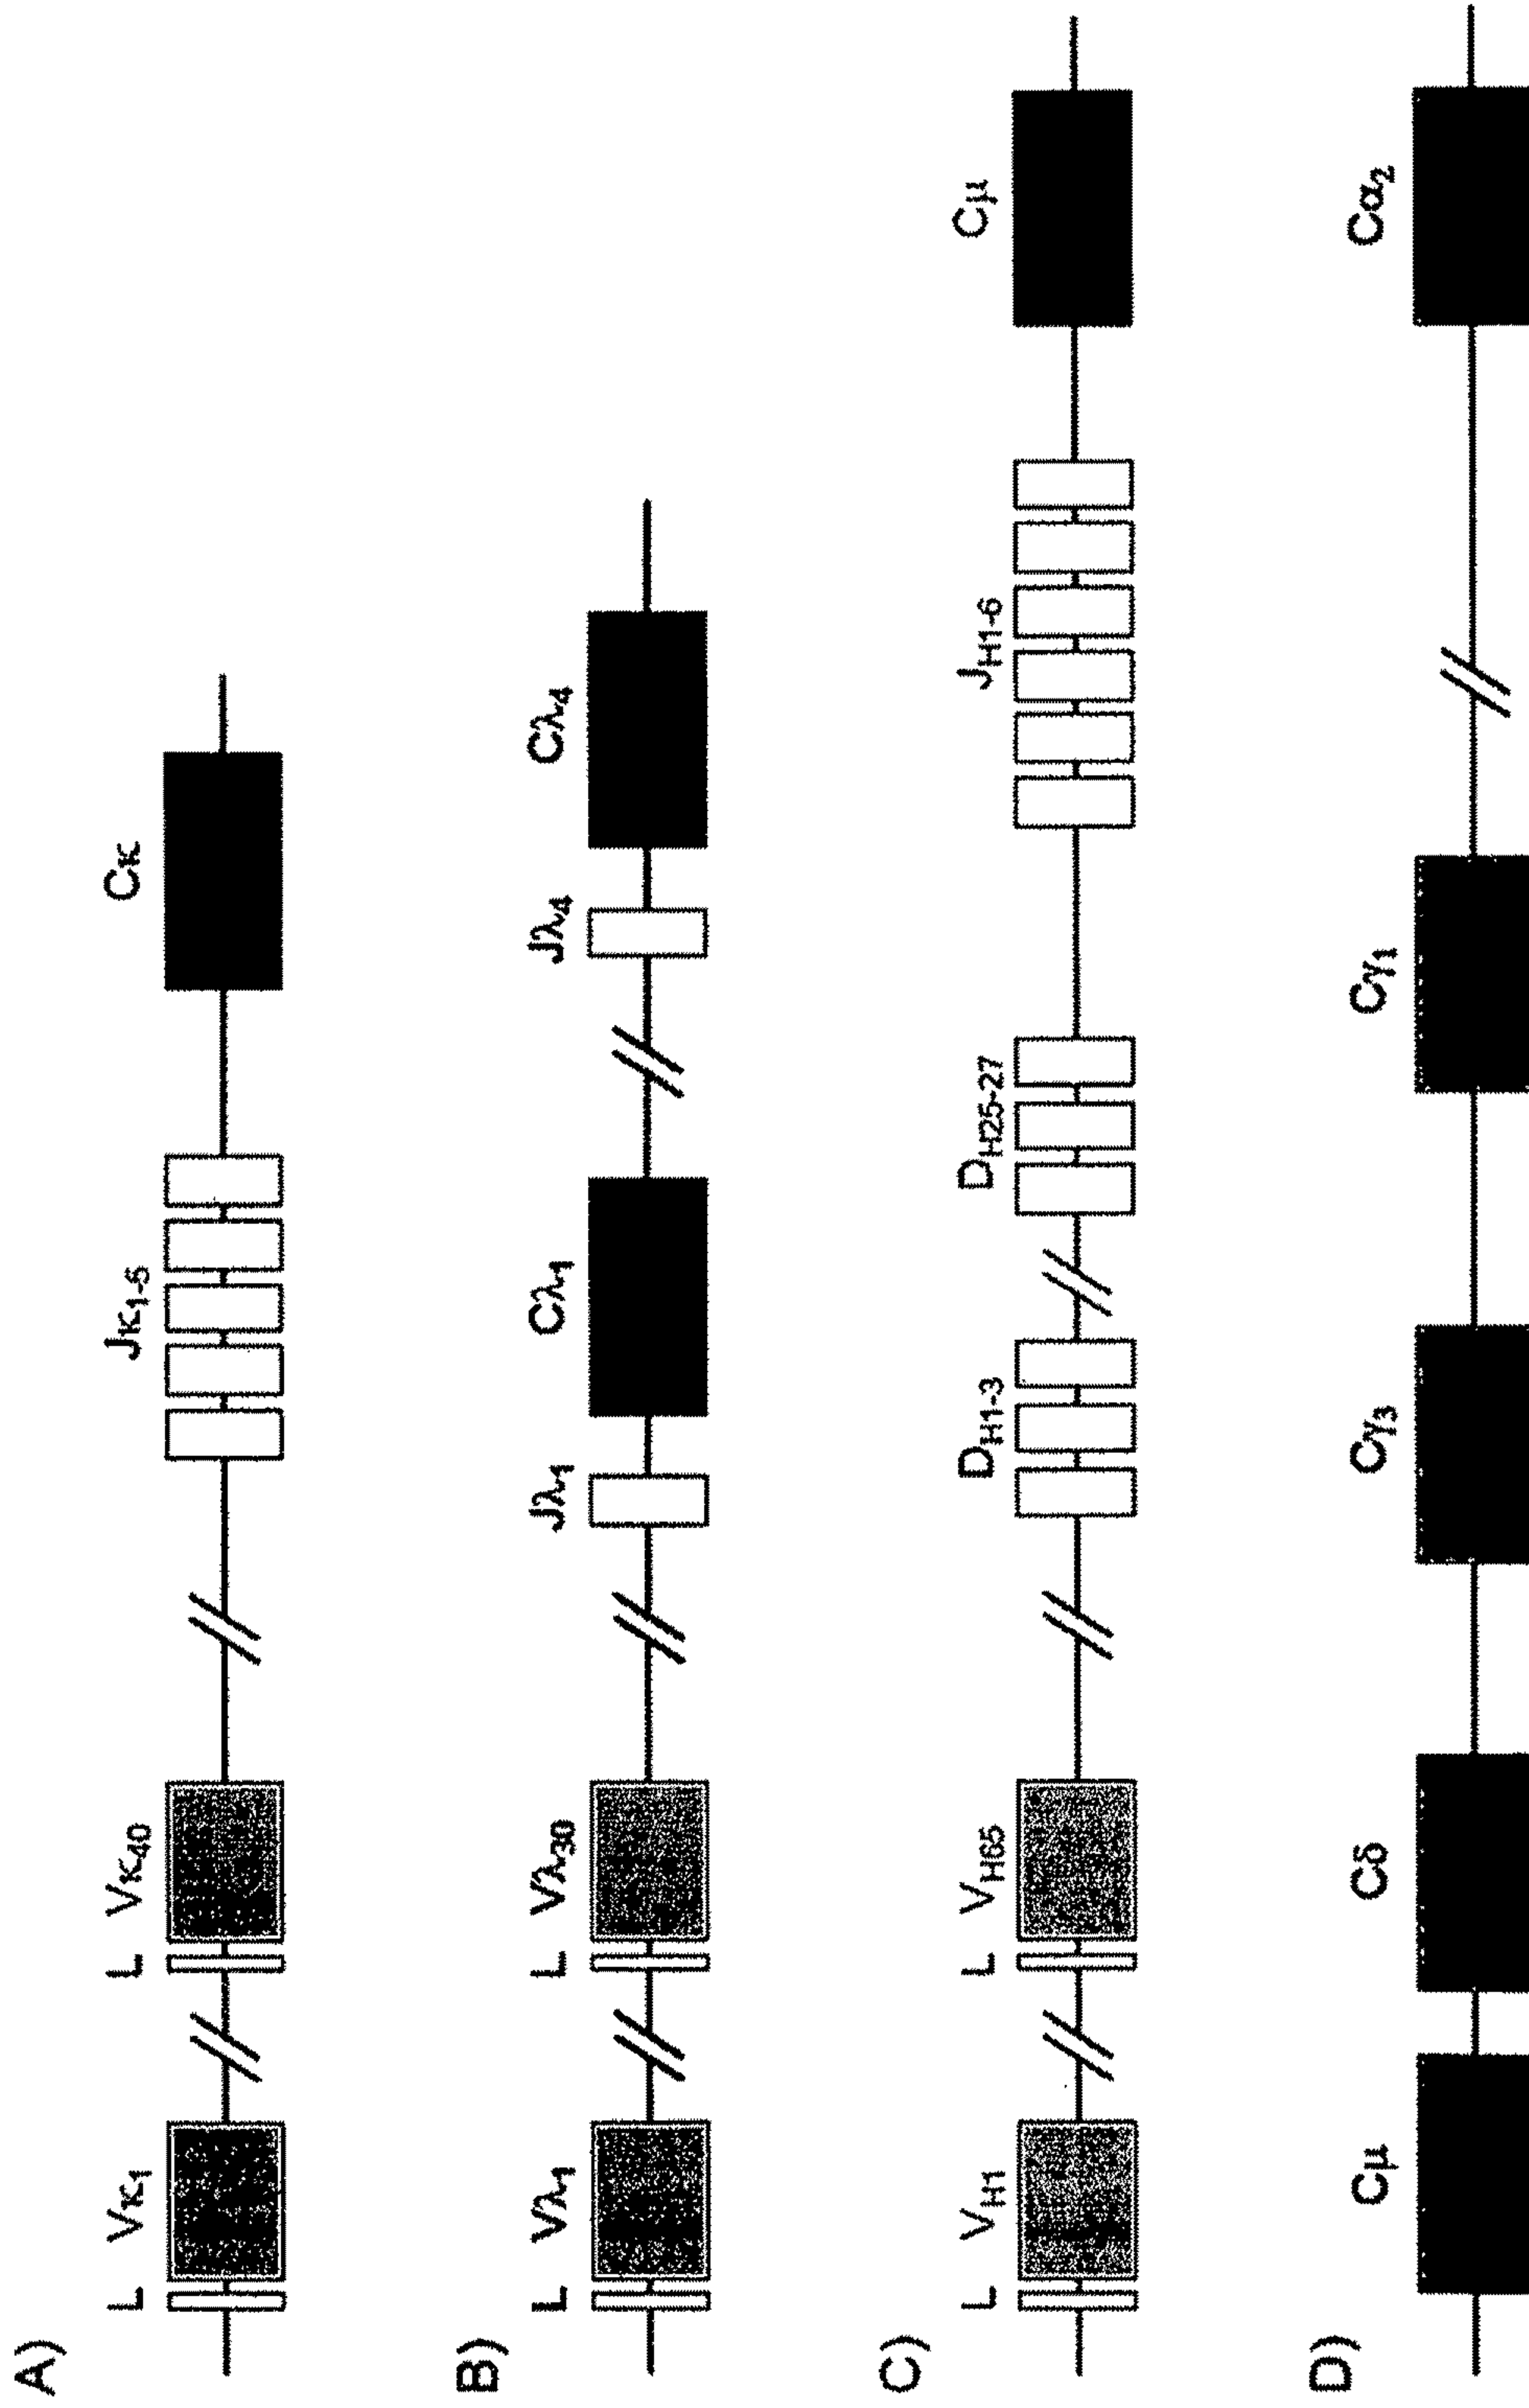 A)
L Vκ1 L Vκ40 Jκ1-5 Cκ
B)
L Vλ1 L Vλ30 Jλ1 Cλ1 Jλ4 Cλ4
C)
L VH1 L VH65 DH1-3 DH25-27 JH1-6 Cμ
D)
Cμ Cδ Cγ3 Cγ1 Cα2